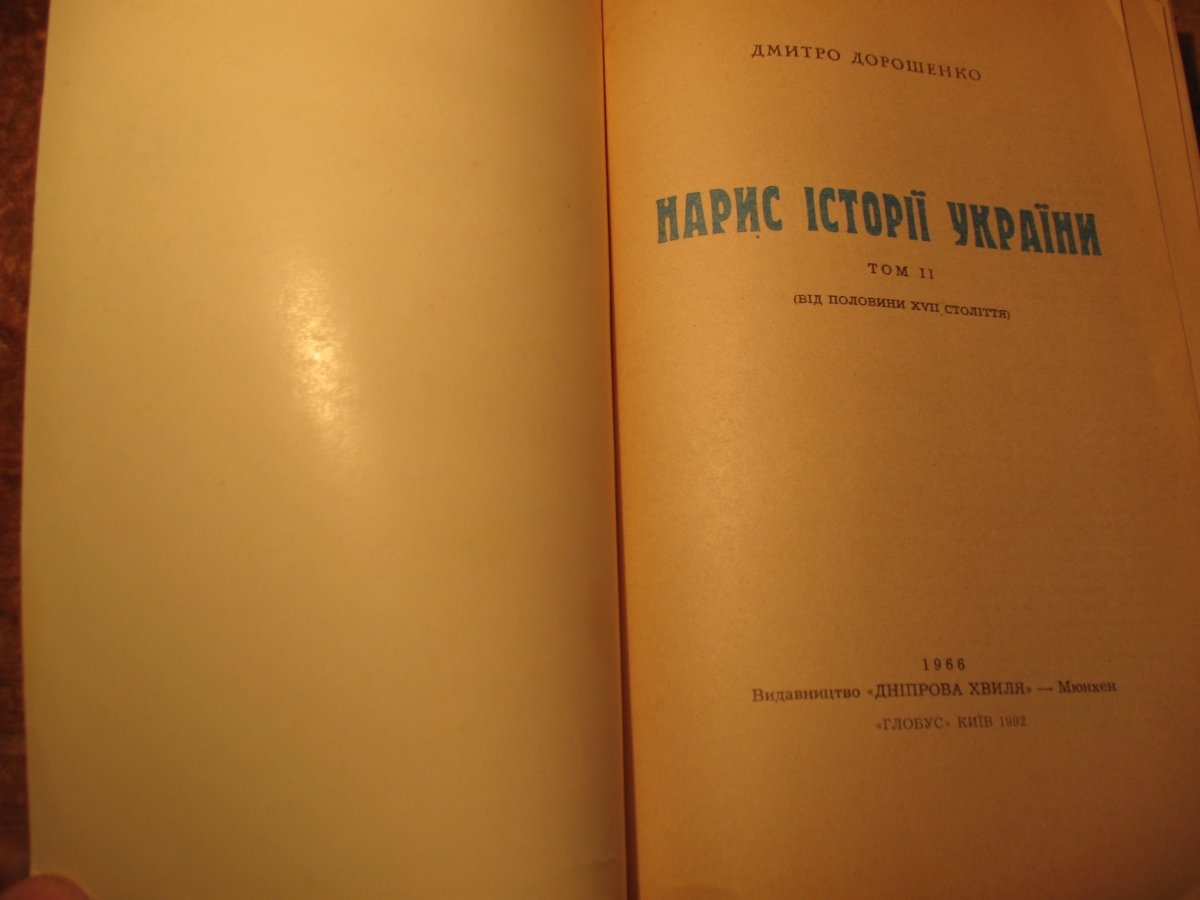 ДМИТРО ДОРОШЕНКО
НАРИС ІСТОРІЇ УКРАЇНИ
ТОМ II
(ВІД ПОЛОВИНИ XVII СТОЛІТТЯ)
1966
Видавництво «ДНІПРОВА ХВИЛЯ» — Мюнхен
«ГЛОБУС» КИЇВ 1992